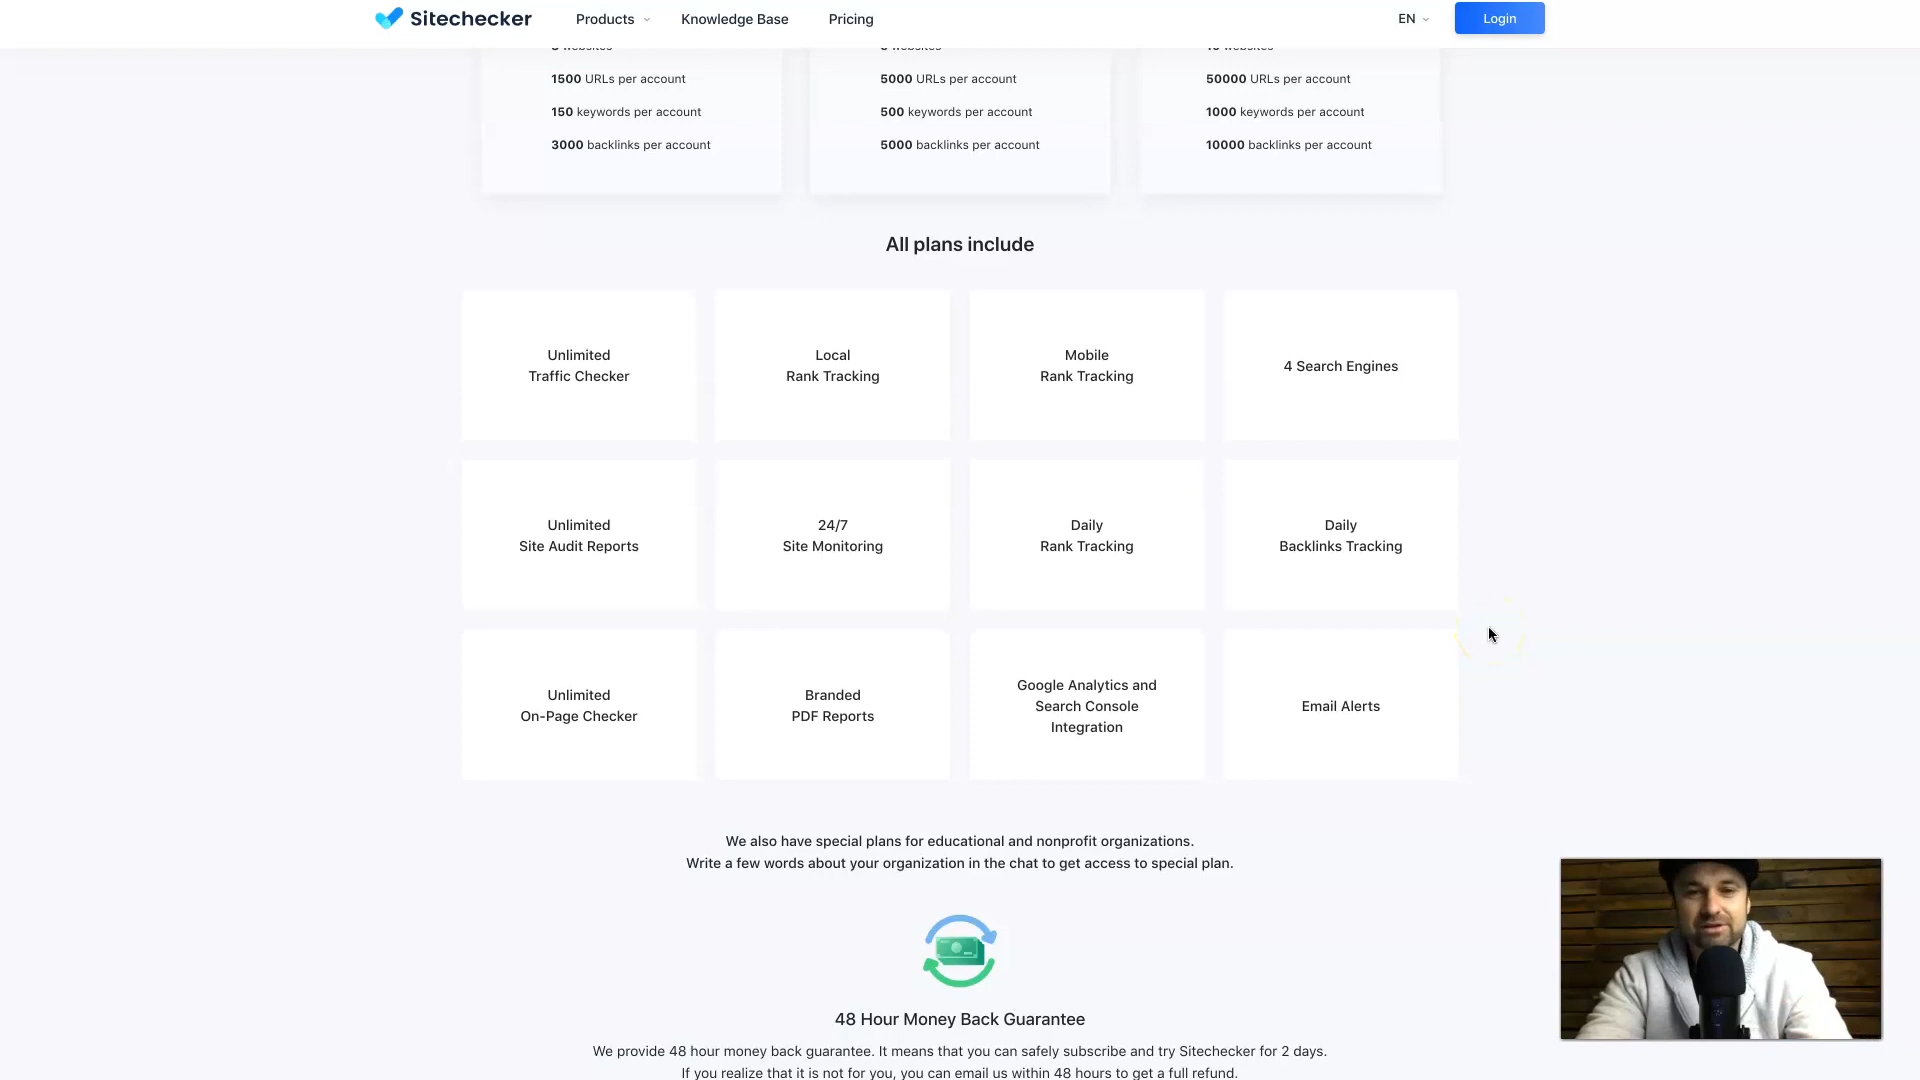 Sitechecker
Products
Knowledge Base
Pricing
EN
Login
1500 URLs per account
150 keywords per account
3000 backlinks per account
5000 URLs per account
500 keywords per account
5000 backlinks per account
50000 URLs per account
1000 keywords per account
10000 backlinks per account
All plans include
Unlimited
Traffic Checker
Local
Rank Tracking
Mobile
Rank Tracking
4 Search Engines
Unlimited
Site Audit Reports
24/7
Site Monitoring
Daily
Rank Tracking
Daily
Backlinks Tracking
Unlimited
On-Page Checker
Branded
PDF Reports
Google Analytics and
Search Console
Integration
Email Alerts
We also have special plans for educational and nonprofit organizations.
Write a few words about your organization in the chat to get access to special plan.
48 Hour Money Back Guarantee
We provide 48 hour money back guarantee. It means that you can safely subscribe and try Sitechecker for 2 days.
If you realize that it is not for you, you can email us within 48 hours to get a full refund.